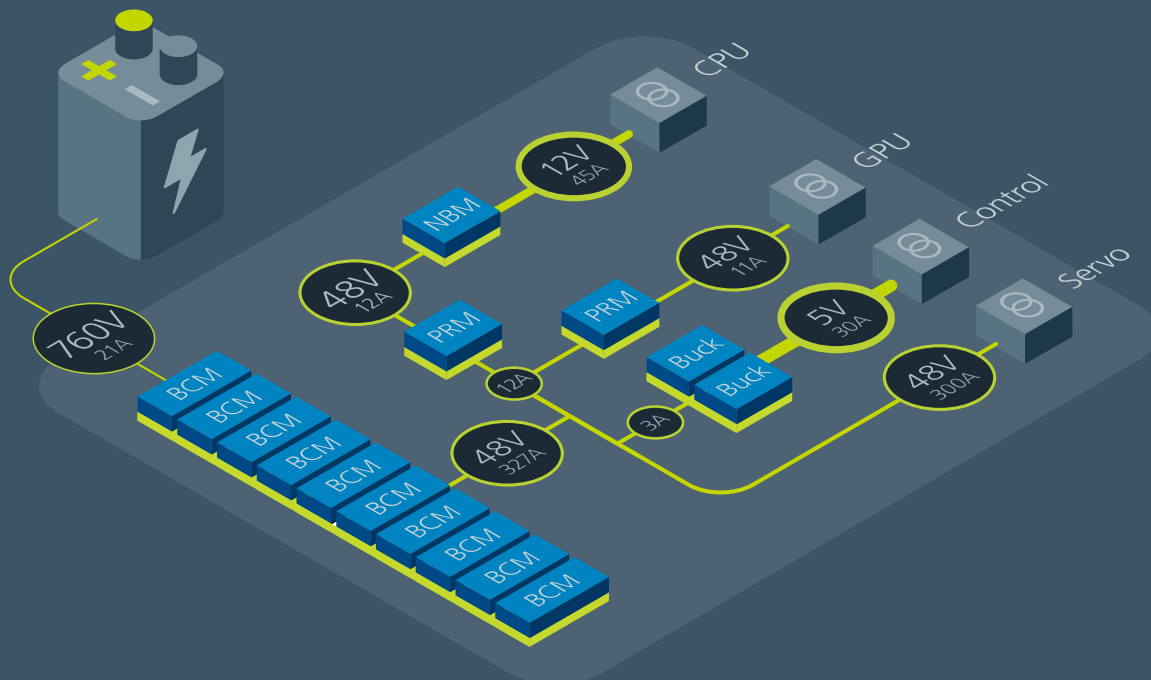 CPU
12V
45A
GPU
NBM
Control
48V
11A
Servo
48V
12A
PRM
PRM
5V
30A
760V
21A
Buck
Buck
48V
300A
12A
3A
48V
327A
BCM
BCM
BCM
BCM
BCM
BCM
BCM
BCM
BCM
BCM